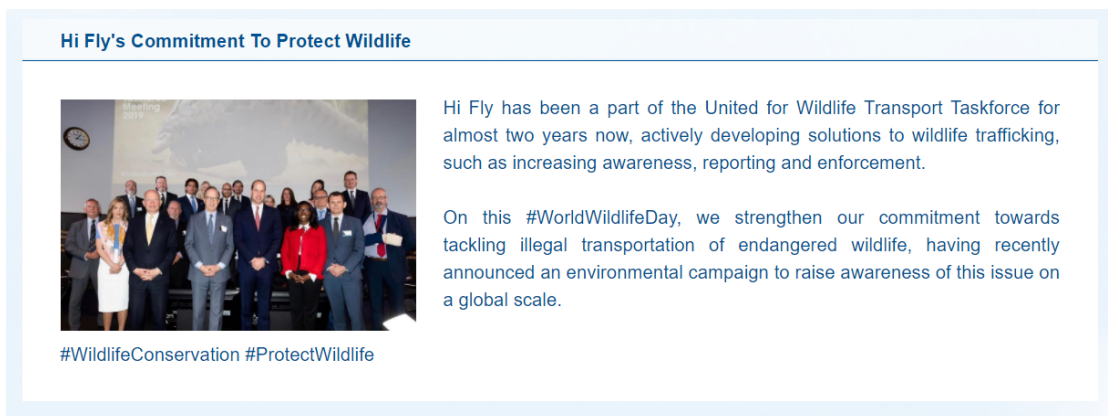 Hi Fly's Commitment To Protect Wildlife
Meeting
2019
Hi Fly has been a part of the United for Wildlife Transport Taskforce for
almost two years now, actively developing solutions to wildlife trafficking,
such as increasing awareness, reporting and enforcement.
On this #WorldWildlifeDay, we strengthen our commitment towards
tackling illegal transportation of endangered wildlife, having recently
announced an environmental campaign to raise awareness of this issue on
a global scale.
#WildlifeConservation #ProtectWildlife